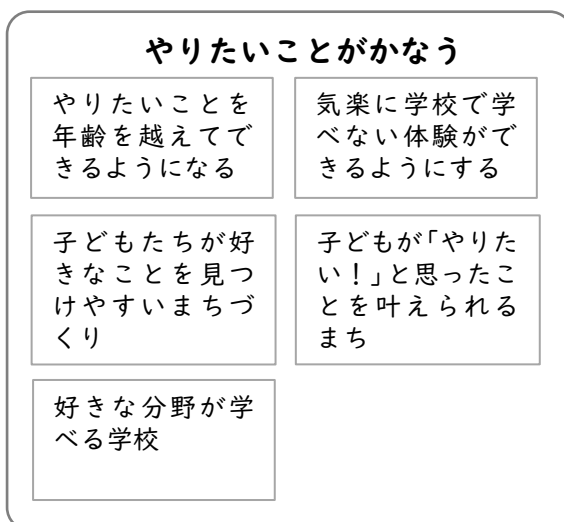 やりたいことがかなう
やりたいことを
年齢を越えてで
きるようになる
気楽に学校で学
べない体験がで
きるようにする
子どもたちが好
きなことを見つ
けやすいまちづ
くり
子どもが「やりた
い！」と思ったこ
とを叶えられる
まち
好きな分野が学
べる学校